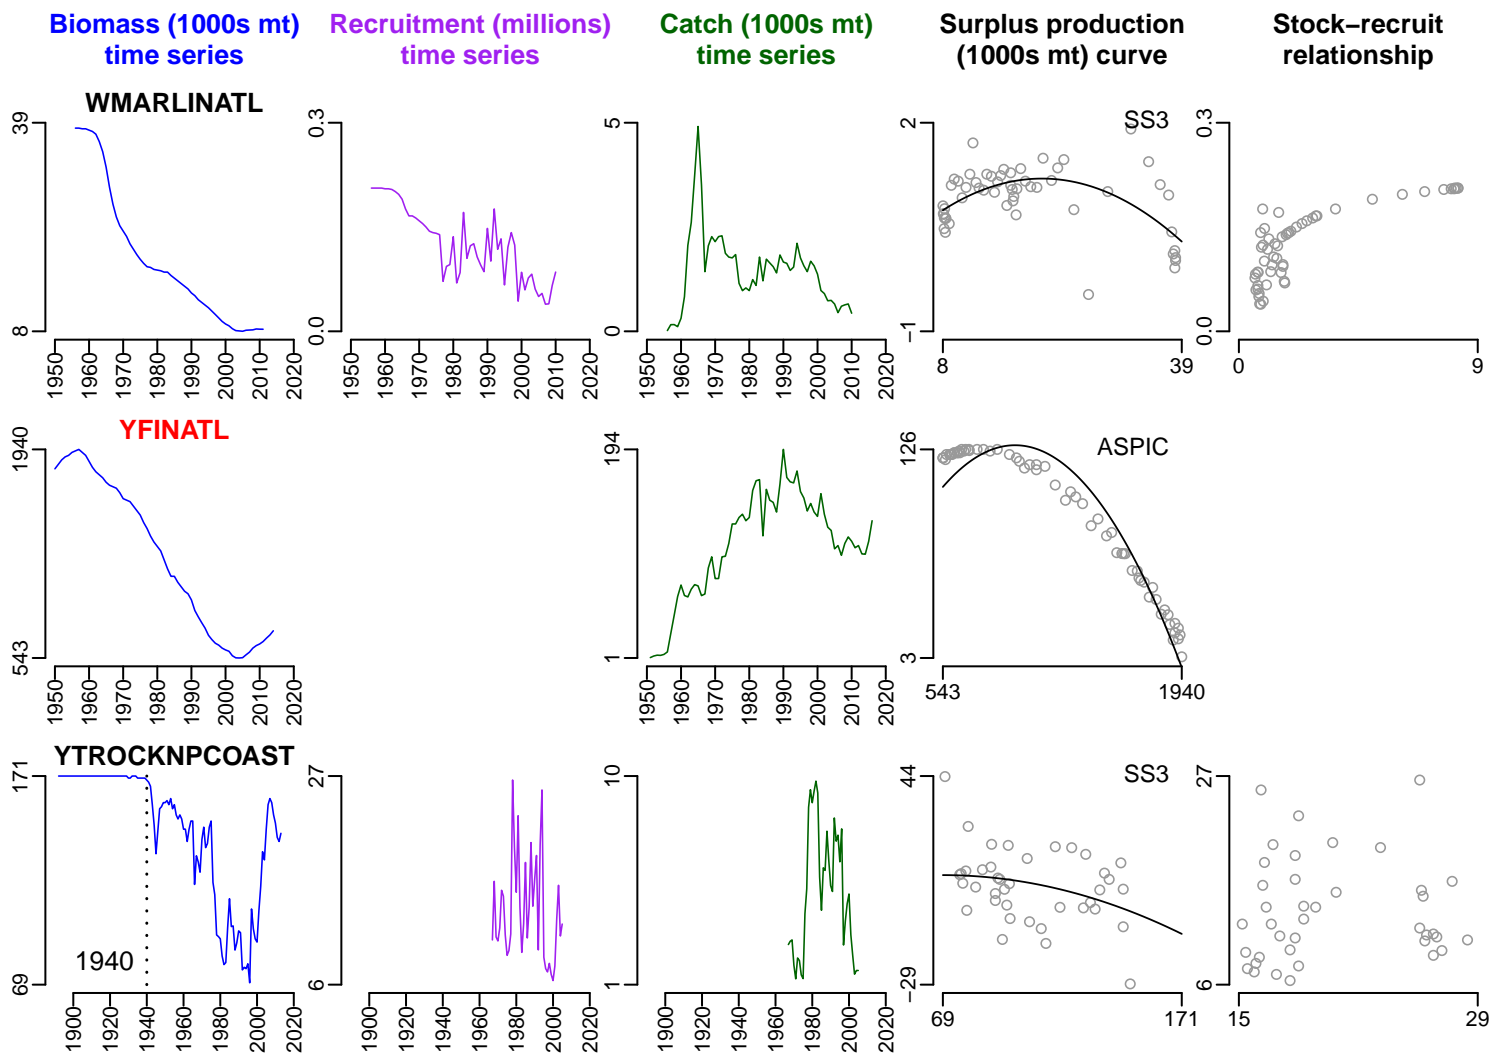 Biomass (1000s mt)
time series
Recruitment (millions)
time series
Catch (1000s mt)
time series
Surplus production
(1000s mt) curve
Stock−recruit
relationship
WMARLINATL
39
8
1950 1960 1970 1980 1990 2000 2010 2020
0.3
0.0
1950 1960 1970 1980 1990 2000 2010 2020
5
0
1950 1960 1970 1980 1990 2000 2010 2020
SS3
2
−1
8 39
0.3
0.0
0 9
YFINATL
1940
543
1950 1960 1970 1980 1990 2000 2010 2020
194
1
1950 1960 1970 1980 1990 2000 2010 2020
ASPIC
126
3
543 1940
YTROCKNPCOAST
171
69
1940
1900 1920 1940 1960 1980 2000 2020
27
6
1900 1920 1940 1960 1980 2000 2020
10
1
1900 1920 1940 1960 1980 2000 2020
SS3
44
−29
69 171
27
6
15 29